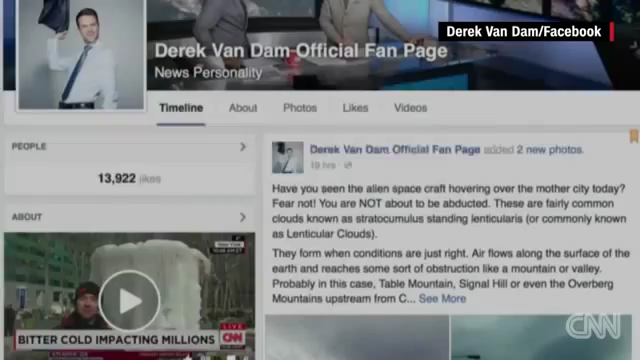 Derek Van Dam/Facebook
Derek Van Dam Official Fan Page
News Personality
Timeline About Photos Likes Videos
PEOPLE
13,922 likes
ABOUT
New York
LIVE
CNN
BITTER COLD IMPACTING MILLIONS
Derek Van Dam Official Fan Page added 2 new photos.
19 hrs
Have you seen the alien space craft hovering over the mother city today?
Fear not! You are NOT about to be abducted. These are fairly common
clouds known as stratocumulus standing lenticularis (or commonly known
as Lenticular Clouds).
They form when conditions are just right. Air flows along the surface of the
earth and reaches some sort of obstruction like a mountain or valley.
Probably in this case, Table Mountain, Signal Hill or even the Overberg
Mountains upstream from C... See More
CNN